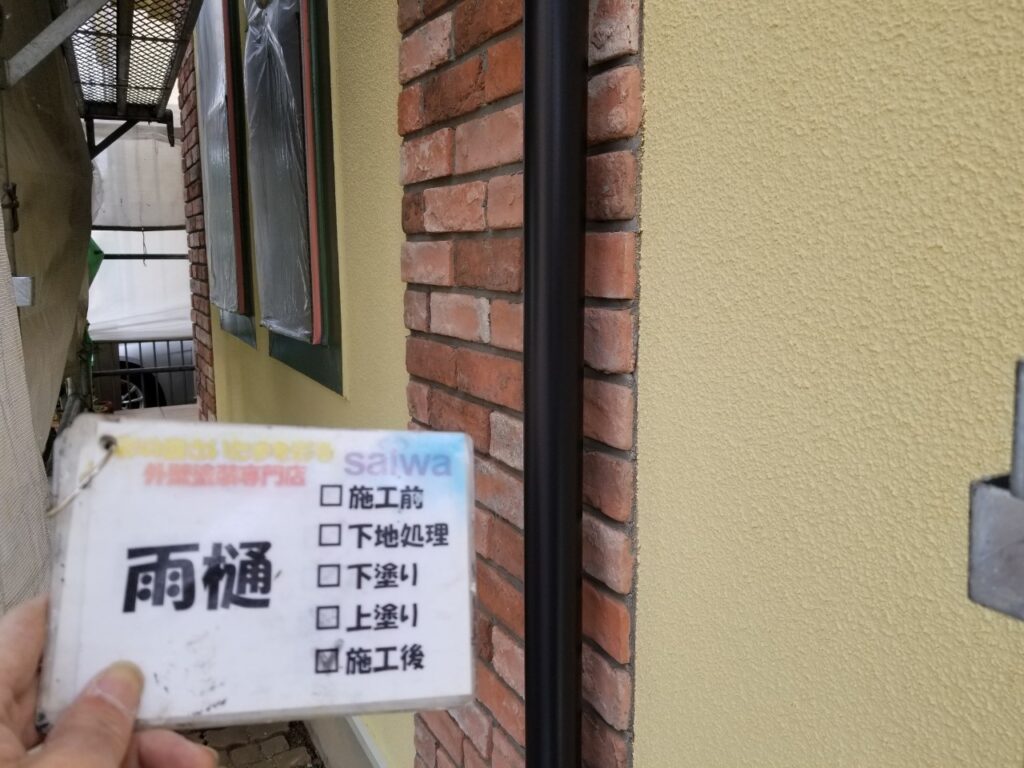 外壁塗装専門店
saiwa
雨樋
□施工前
□下地処理
□下塗り
□上塗り
☑施工後